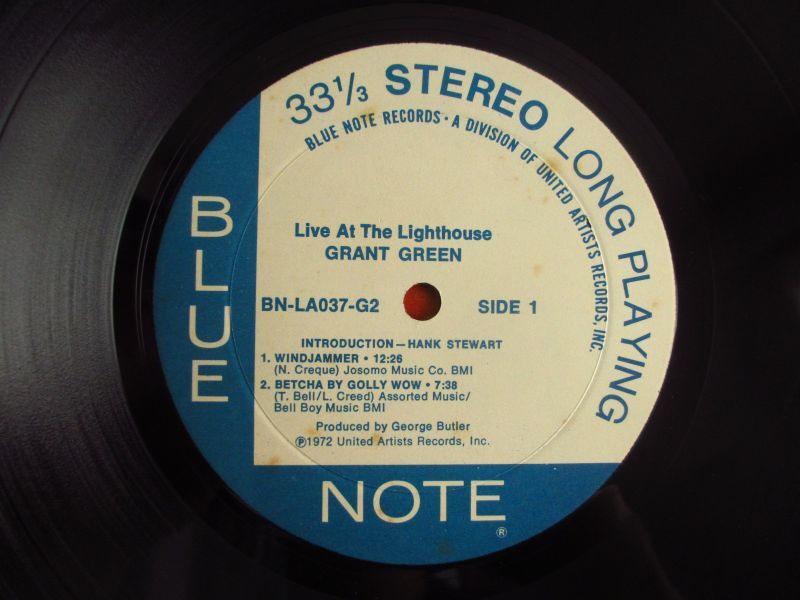 33⅓ STEREO LONG PLAYING
BLUE NOTE RECORDS • A DIVISION OF UNITED ARTISTS RECORDS, INC.
BLUE
Live At The Lighthouse
GRANT GREEN
BN-LA037-G2 SIDE 1
INTRODUCTION—HANK STEWART
1. WINDJAMMER • 12:26
(N. Creque) Josomo Music Co. BMI
2. BETCHA BY GOLLY WOW • 7:38
(T. Bell/L. Creed) Assorted Music/
Bell Boy Music BMI
Produced by George Butler
℗1972 United Artists Records, Inc.
NOTE
®